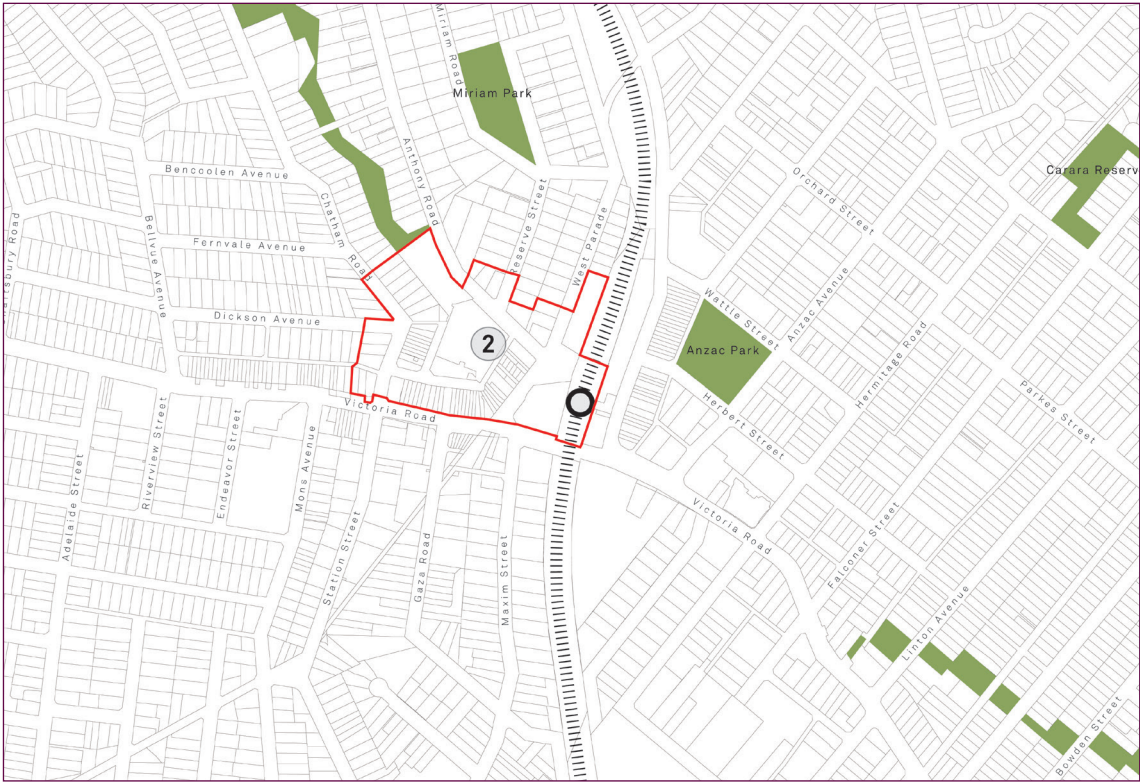 Miriam Road
Miriam Park
Anthony Road
Bencoolen Avenue
Orchard Street
Carara Reserv
Chatham Road
Reserve Street
West Parade
Bellvue Avenue
Fernvale Avenue
Wattle Street
Anzac Avenue
Dickson Avenue
2
Anzac Park
Hermitage Road
Parkes Street
Victoria Road
Herbert Street
Adelaide Street
Riverview Street
Endeavor Street
Mons Avenue
Station Street
Gaza Road
Maxim Street
Victoria Road
Falconer Street
Linton Avenue
Bowden Street